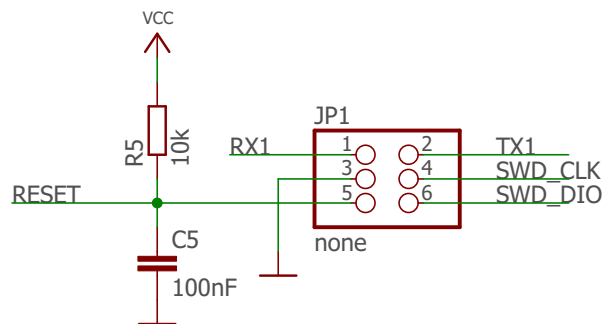 VCC
JP1
R5
10k
RX1
1
2
TX1
3
4
SWD_CLK
RESET
5
6
SWD_DIO
C5
none
100nF